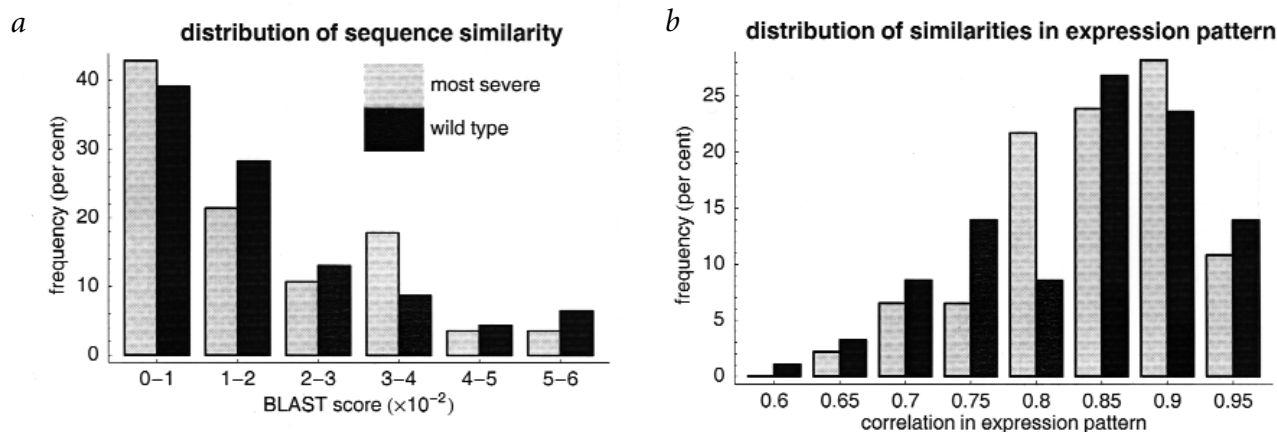 a
distribution of sequence similarity
40
30
20
10
0
frequency (per cent)
most severe
wild type
0–1 1–2 2–3 3–4 4–5 5–6
BLAST score (×10⁻²)
b
distribution of similarities in expression pattern
25
20
15
10
5
0
frequency (per cent)
0.6 0.65 0.7 0.75 0.8 0.85 0.9 0.95
correlation in expression pattern